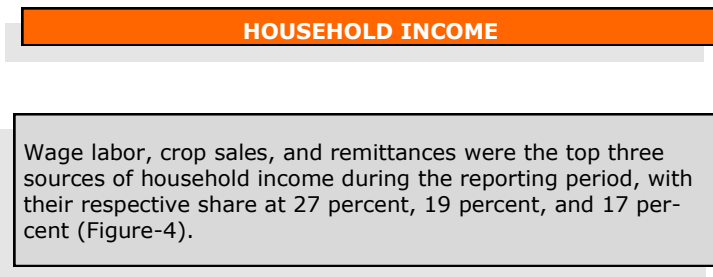 HOUSEHOLD INCOME
Wage labor, crop sales, and remittances were the top three
sources of household income during the reporting period, with
their respective share at 27 percent, 19 percent, and 17 per-
cent (Figure-4).